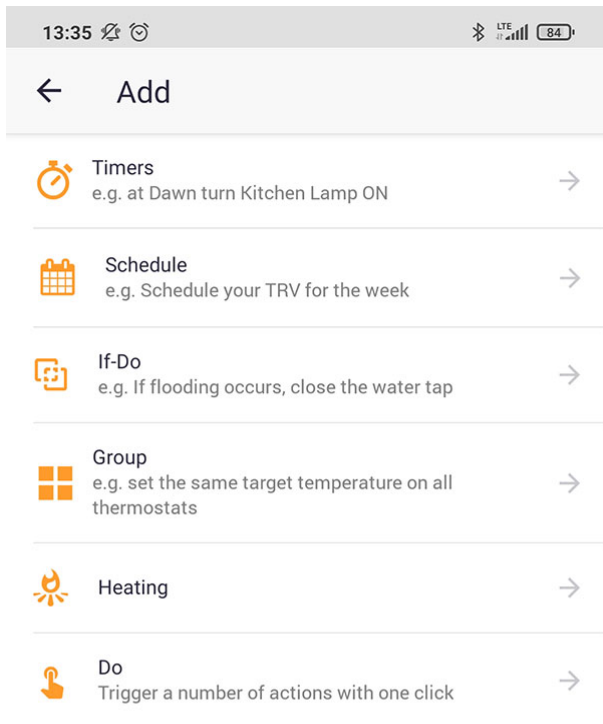 13:35 LTE 84
Add
Timers
e.g. at Dawn turn Kitchen Lamp ON
Schedule
e.g. Schedule your TRV for the week
If-Do
e.g. If flooding occurs, close the water tap
Group
e.g. set the same target temperature on all
thermostats
Heating
Do
Trigger a number of actions with one click